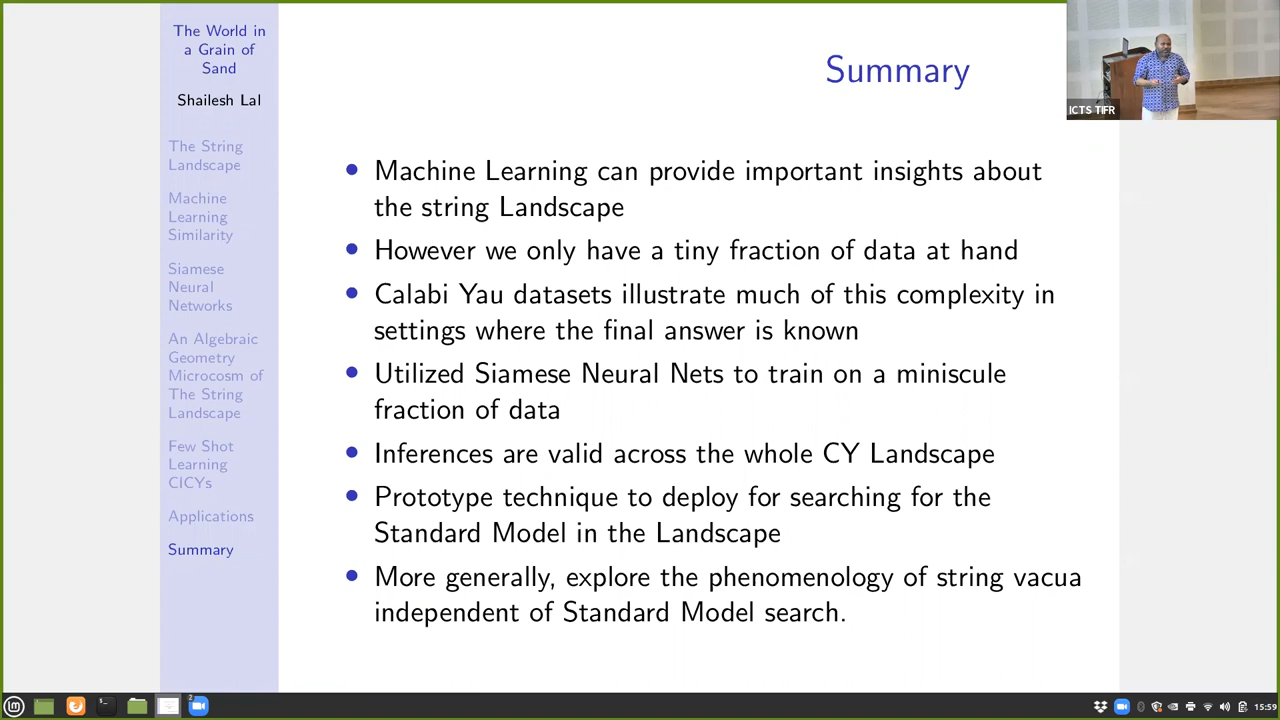 The World in
a Grain of
Sand
Shailesh Lal
The String
Landscape
Machine
Learning
Similarity
Siamese
Neural
Networks
An Algebraic
Geometry
Microcosm of
The String
Landscape
Few Shot
Learning
CICYs
Applications
Summary
Summary
• Machine Learning can provide important insights about
the string Landscape
• However we only have a tiny fraction of data at hand
• Calabi Yau datasets illustrate much of this complexity in
settings where the final answer is known
• Utilized Siamese Neural Nets to train on a miniscule
fraction of data
• Inferences are valid across the whole CY Landscape
• Prototype technique to deploy for searching for the
Standard Model in the Landscape
• More generally, explore the phenomenology of string vacua
independent of Standard Model search.
ICTS TIFR
2
15:59